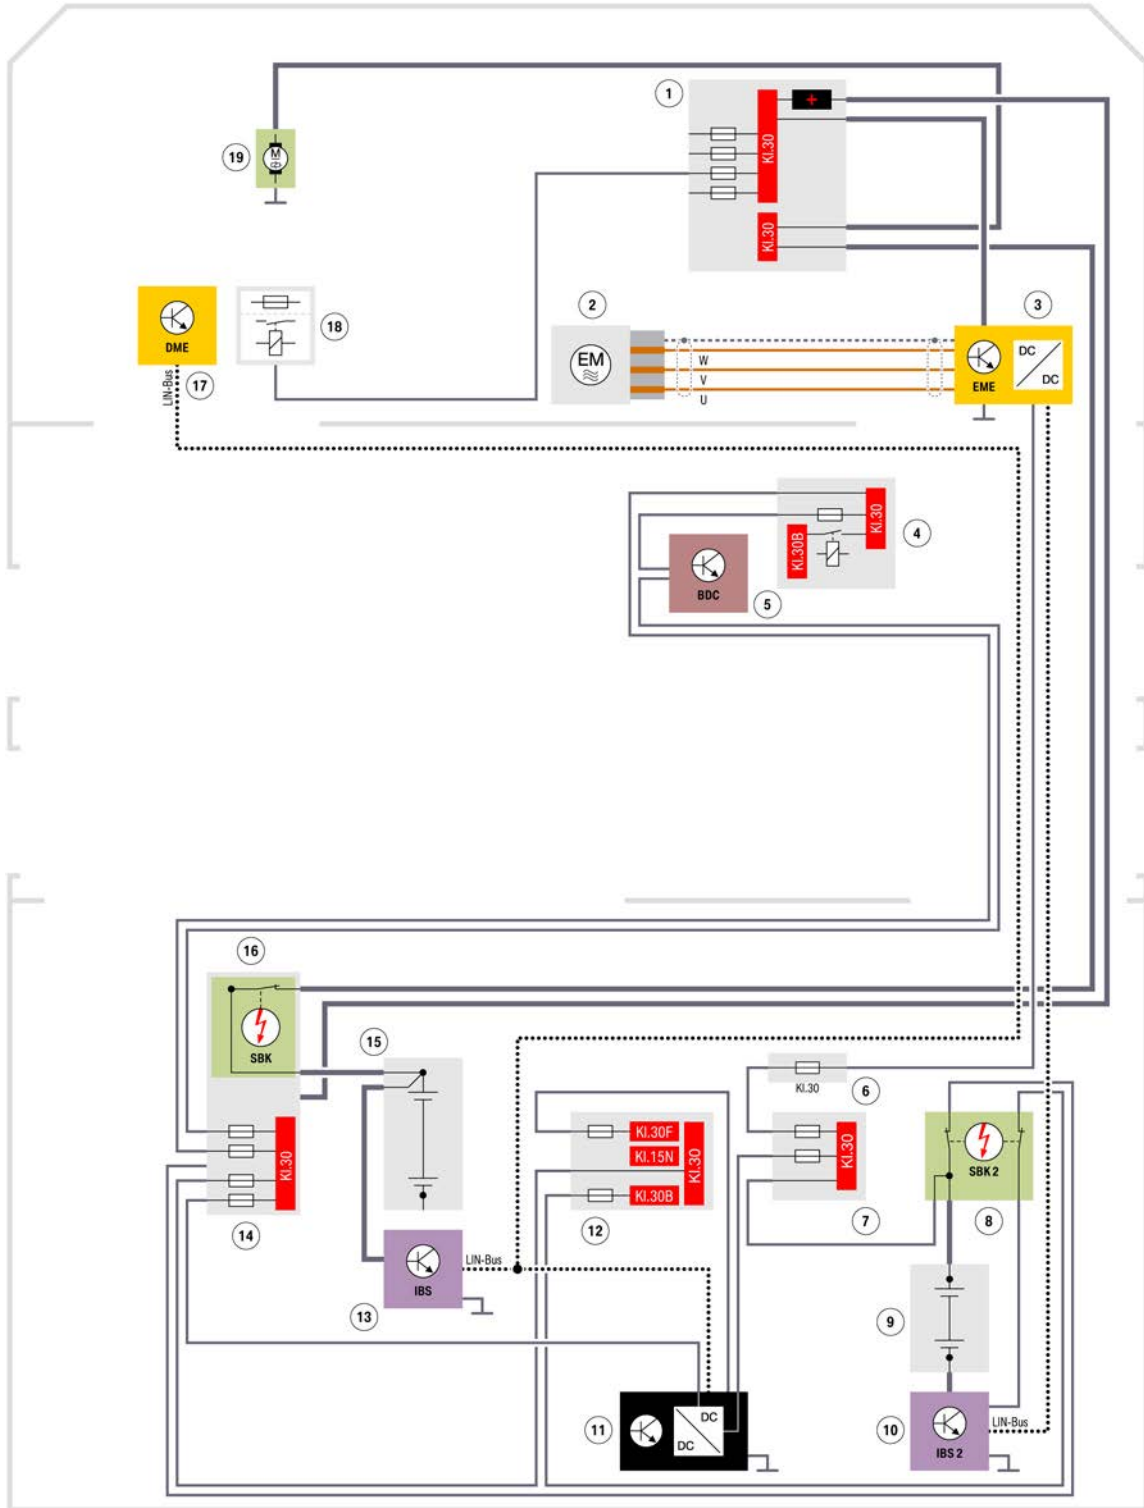 1
Kl.30
+
19
M
Kl.30
2
3
18
DME
EM
W
V
U
DC
DC
EME
LIN-Bus
17
Kl.30
4
Kl.30B
BDC
5
16
SBK
15
Kl.30
6
Kl.30F
Kl.15N
Kl.30B
Kl.30
12
Kl.30
7
SBK 2
8
Kl.30
14
LIN-Bus
IBS
13
9
11
DC
DC
10
LIN-Bus
IBS 2